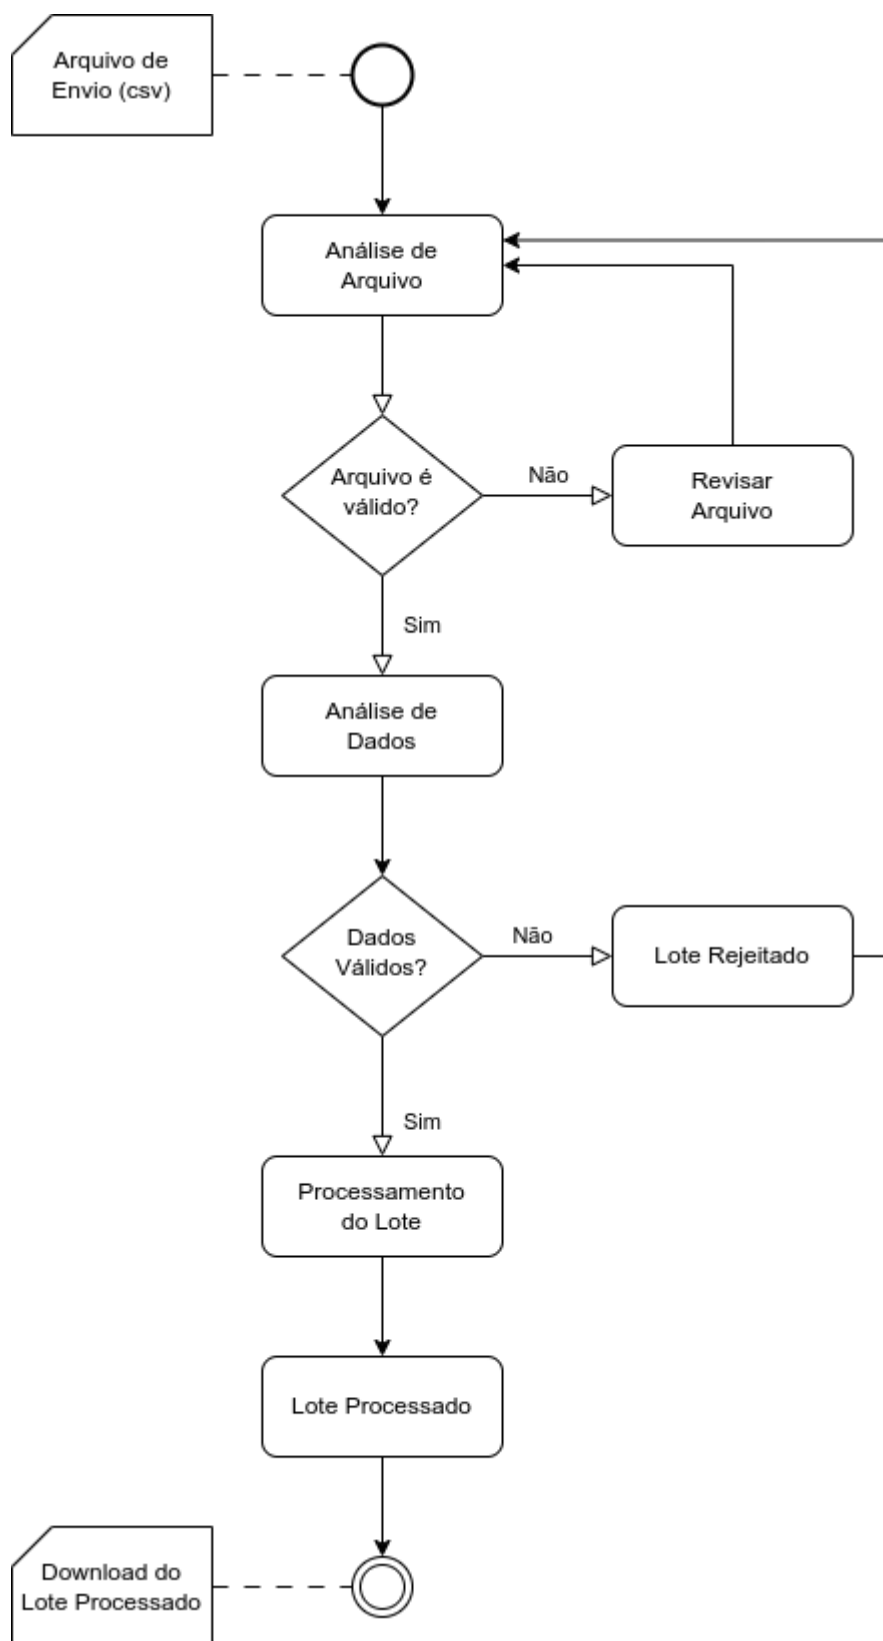 Arquivo de
Envio (csv)
Análise de
Arquivo
Arquivo é
válido?
Não
Revisar
Arquivo
Sim
Análise de
Dados
Dados
Válidos?
Não
Lote Rejeitado
Sim
Processamento
do Lote
Lote Processado
Download do
Lote Processado